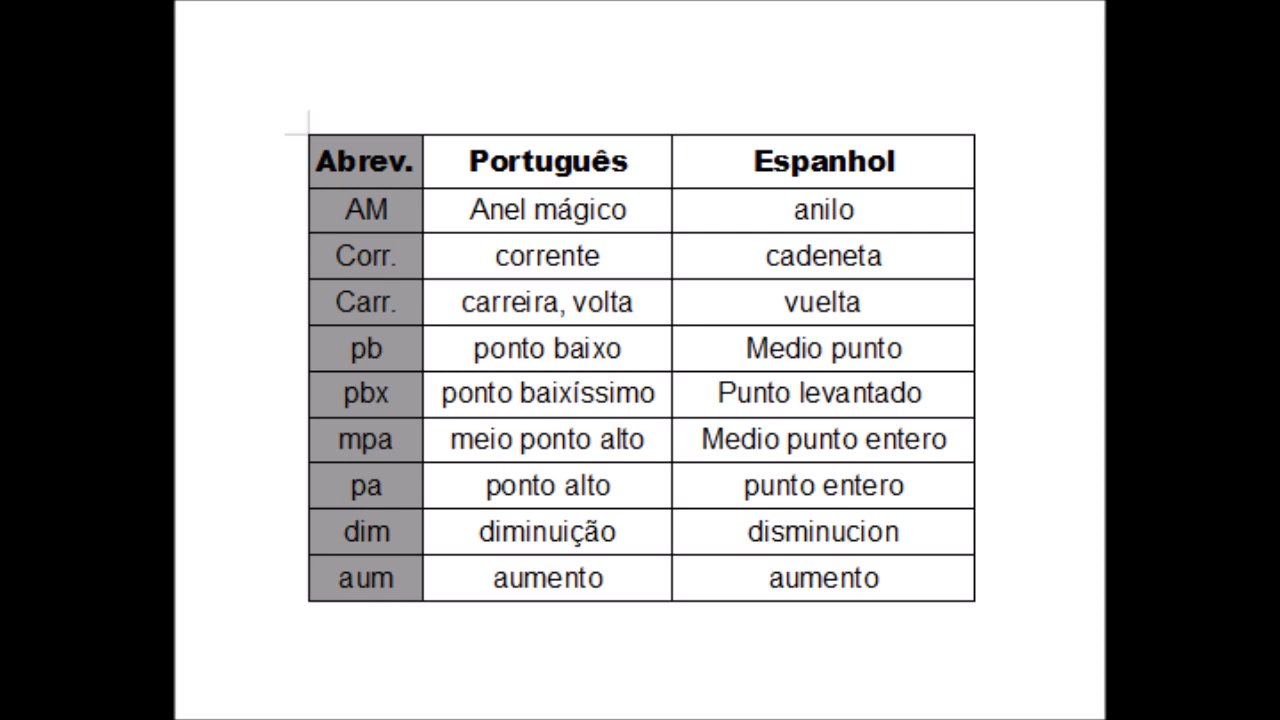 Abrev. Português Espanhol
AM Anel mágico anilo
Corr. corrente cadeneta
Carr. carreira, volta vuelta
pb ponto baixo Medio punto
pbx ponto baixíssimo Punto levantado
mpa meio ponto alto Medio punto entero
pa ponto alto punto entero
dim diminuição disminucion
aum aumento aumento